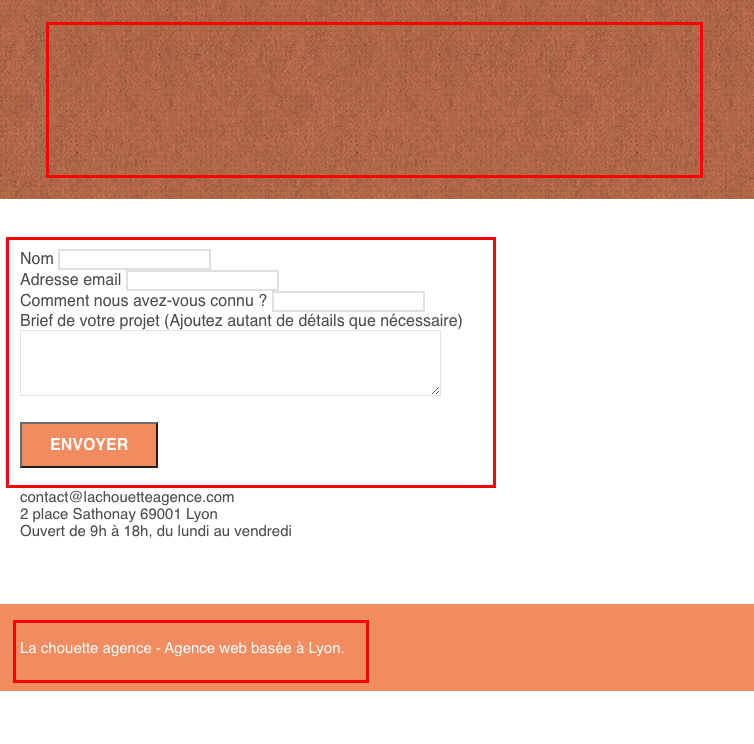 Nom
Adresse email
Comment nous avez-vous connu ?
Brief de votre projet (Ajoutez autant de détails que nécessaire)
ENVOYER
contact@lachouetteagence.com
2 place Sathonay 69001 Lyon
Ouvert de 9h à 18h, du lundi au vendredi
La chouette agence - Agence web basée à Lyon.